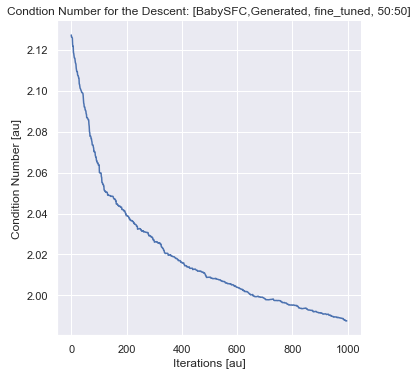 Condtion Number for the Descent: [BabySFC,Generated, fine_tuned, 50:50]
2.12
2.10
2.08
2.06
2.04
2.02
2.00
Condition Number [au]
0 200 400 600 800 1000
Iterations [au]